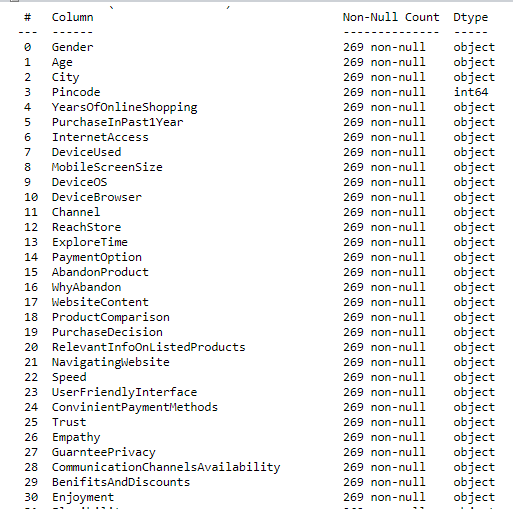 #   Column   Non-Null Count   Dtype
---   ------   --------------   -----
0   Gender   269 non-null   object
1   Age   269 non-null   object
2   City   269 non-null   object
3   Pincode   269 non-null   int64
4   YearsOfOnlineShopping   269 non-null   object
5   PurchaseInPast1Year   269 non-null   object
6   InternetAccess   269 non-null   object
7   DeviceUsed   269 non-null   object
8   MobileScreenSize   269 non-null   object
9   DeviceOS   269 non-null   object
10   DeviceBrowser   269 non-null   object
11   Channel   269 non-null   object
12   ReachStore   269 non-null   object
13   ExploreTime   269 non-null   object
14   PaymentOption   269 non-null   object
15   AbandonProduct   269 non-null   object
16   WhyAbandon   269 non-null   object
17   WebsiteContent   269 non-null   object
18   ProductComparison   269 non-null   object
19   PurchaseDecision   269 non-null   object
20   RelevantInfoOnListedProducts   269 non-null   object
21   NavigatingWebsite   269 non-null   object
22   Speed   269 non-null   object
23   UserFriendlyInterface   269 non-null   object
24   ConvinientPaymentMethods   269 non-null   object
25   Trust   269 non-null   object
26   Empathy   269 non-null   object
27   GuarnteePrivacy   269 non-null   object
28   CommunicationChannelsAvailability   269 non-null   object
29   BenifitsAndDiscounts   269 non-null   object
30   Enjoyment   269 non-null   object